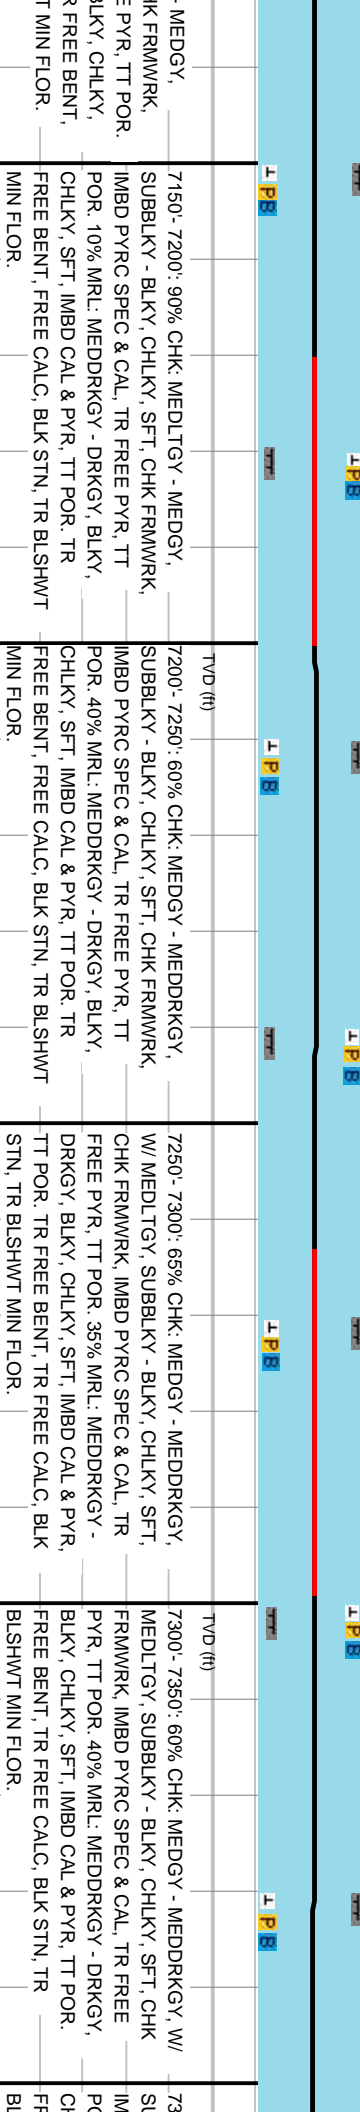 - MEDGY,
HK FRMWRK,
E PYR, TT POR.
BLKY, CHLKY,
R FREE BENT,
T MIN FLOR.
7150'- 7200': 90% CHK: MEDLTGY - MEDGY,
SUBBLKY - BLKY, CHLKY, SFT, CHK FRMWRK,
IMBD PYRC SPEC & CAL, TR FREE PYR, TT
POR. 10% MRL: MEDDRKGY - DRKGY, BLKY,
CHLKY, SFT, IMBD CAL & PYR, TT POR. TR
FREE BENT, FREE CALC, BLK STN, TR BLSHWT
MIN FLOR.
TVD (ft)
7200'- 7250': 60% CHK: MEDGY - MEDDRKGY,
SUBBLKY - BLKY, CHLKY, SFT, CHK FRMWRK,
IMBD PYRC SPEC & CAL, TR FREE PYR, TT
POR. 40% MRL: MEDDRKGY - DRKGY, BLKY,
CHLKY, SFT, IMBD CAL & PYR, TT POR. TR
FREE BENT, FREE CALC, BLK STN, TR BLSHWT
MIN FLOR.
7250'- 7300': 65% CHK: MEDGY - MEDDRKGY,
W/ MEDLTGY, SUBBLKY - BLKY, CHLKY, SFT,
CHK FRMWRK, IMBD PYRC SPEC & CAL, TR
FREE PYR, TT POR. 35% MRL: MEDDRKGY -
DRKGY, BLKY, CHLKY, SFT, IMBD CAL & PYR,
TT POR. TR FREE BENT, TR FREE CALC, BLK
STN, TR BLSHWT MIN FLOR.
TVD (ft)
7300'- 7350': 60% CHK: MEDGY - MEDDRKGY, W/
MEDLTGY, SUBBLKY - BLKY, CHLKY, SFT, CHK
FRMWRK, IMBD PYRC SPEC & CAL, TR FREE
PYR, TT POR. 40% MRL: MEDDRKGY - DRKGY,
BLKY, CHLKY, SFT, IMBD CAL & PYR, TT POR.
FREE BENT, TR FREE CALC, BLK STN, TR
BLSHWT MIN FLOR.
73
SU
IM
PO
CH
FR
BL
T P B
T P B
T P B
T P B
T P B
T P B
T P B